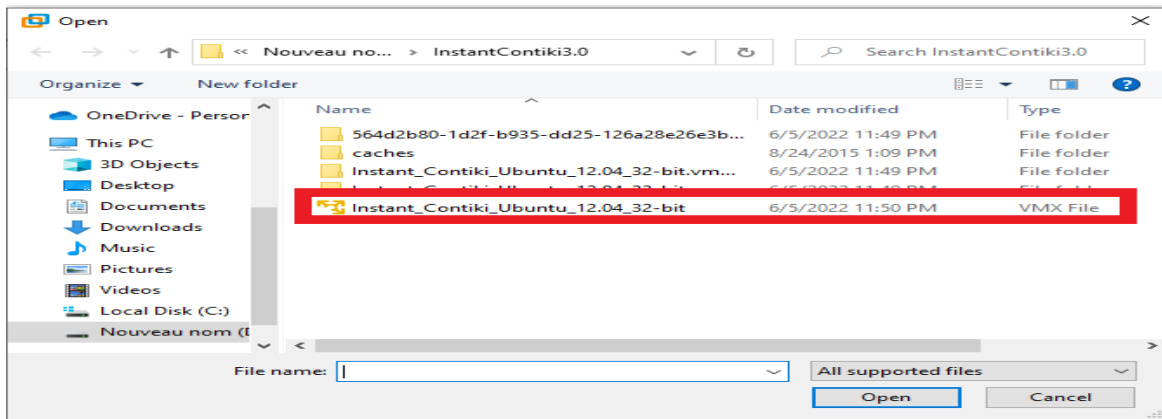 Open
« Nouveau no... > InstantContiki3.0
Search InstantContiki3.0
Organize
New folder
Name
Date modified
Type
OneDrive - Person
This PC
3D Objects
Desktop
Documents
Downloads
Music
Pictures
Videos
Local Disk (C:)
Nouveau nom (D
564d2b80-1d2f-b935-dd25-126a28e26e3b... 6/5/2022 11:49 PM File folder
caches 8/24/2015 1:09 PM File folder
Instant_Contiki_Ubuntu_12.04_32-bit.vm... 6/5/2022 11:49 PM File folder
Instant_Contiki_Ubuntu_12.04_32-bit 6/5/2022 11:50 PM VMX File
File name:
All supported files
Open
Cancel